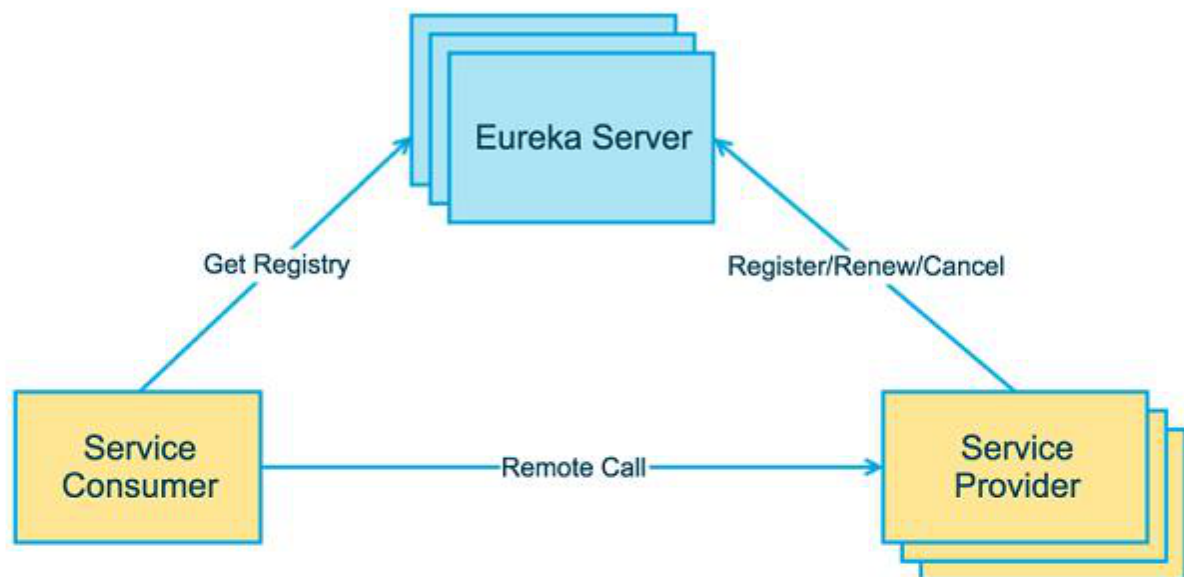 Eureka Server
Get Registry
Register/Renew/Cancel
Service
Consumer
Remote Call
Service
Provider